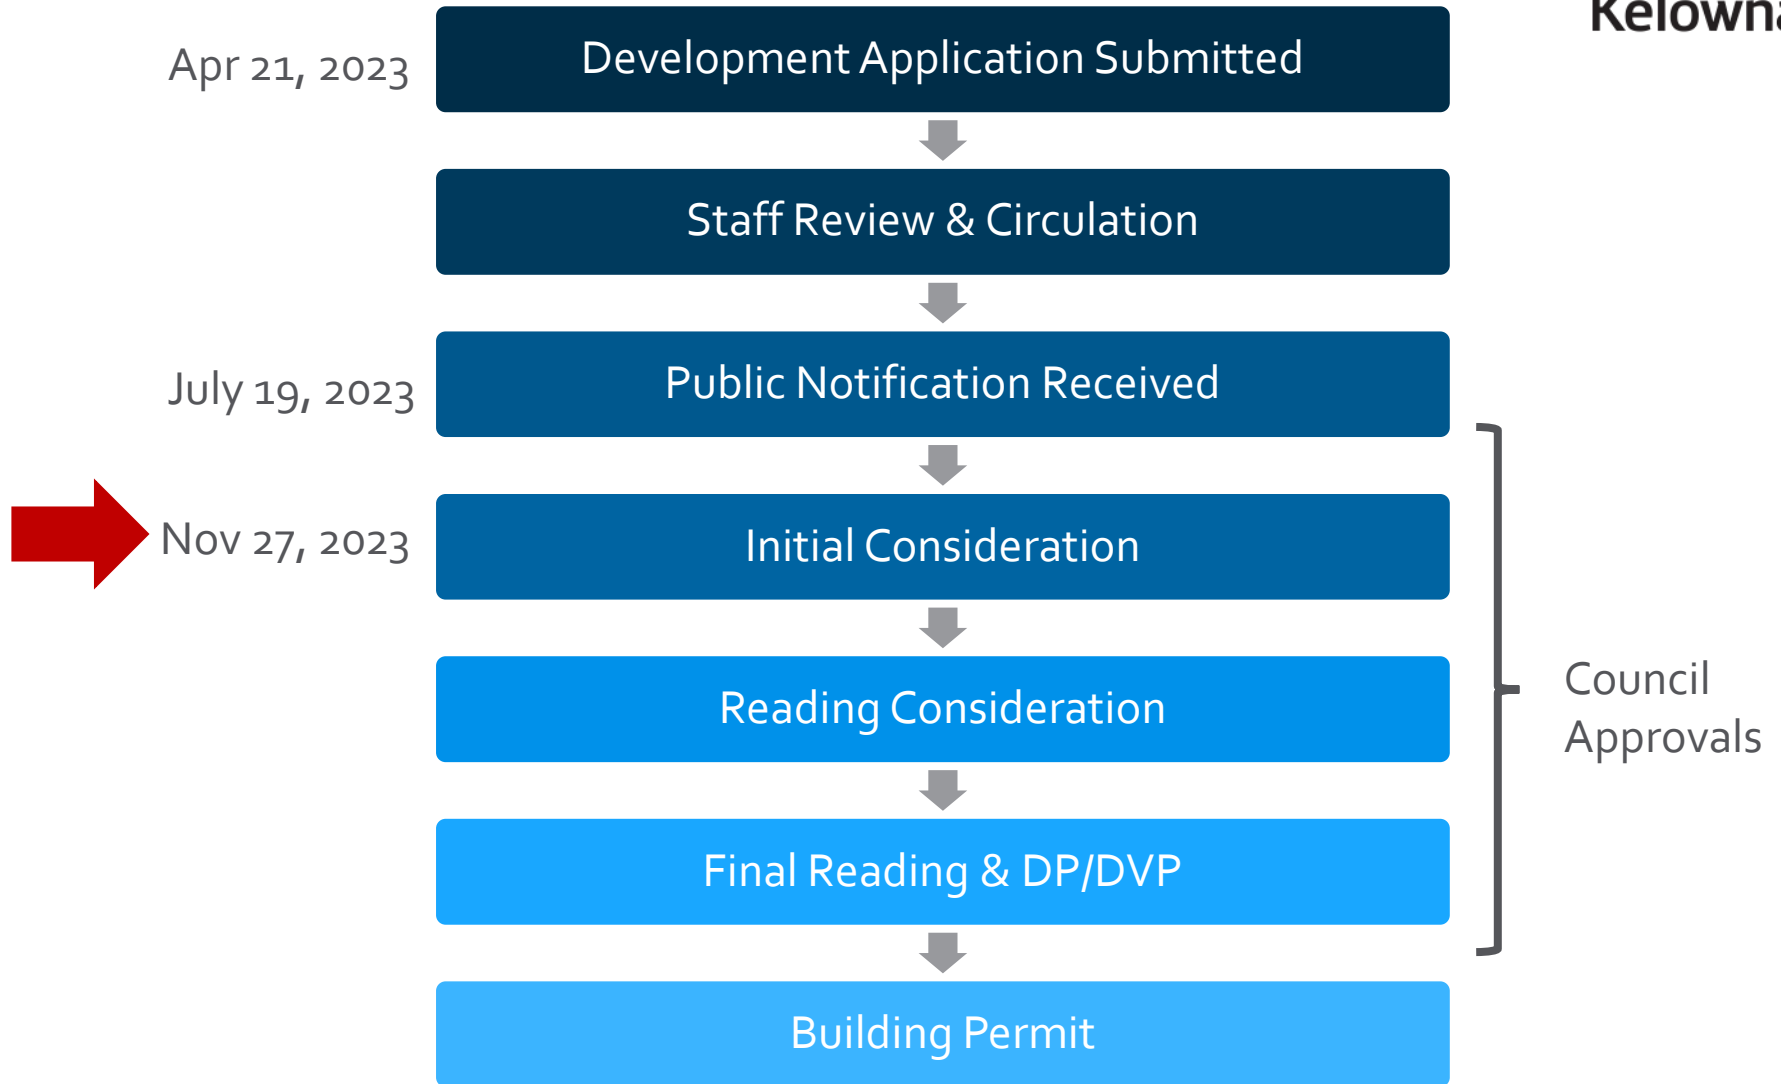 Kelowna
Apr 21, 2023
Development Application Submitted
Staff Review & Circulation
July 19, 2023
Public Notification Received
Nov 27, 2023
Initial Consideration
Reading Consideration
Council
Approvals
Final Reading & DP/DVP
Building Permit